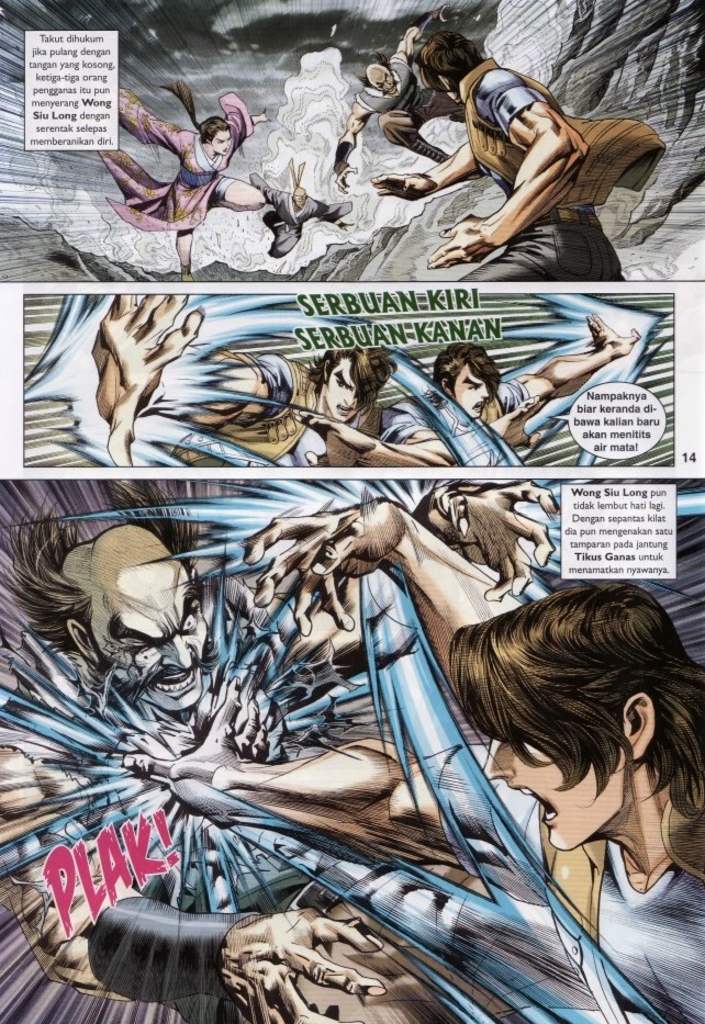 Takut dihukum
jika pulang dengan
tangan yang kosong,
ketiga-tiga orang
pengganas itu pun
menyerang Wong
Siu Long dengan
serentak selepas
memberanikan diri.
SERBUAN KIRI
SERBUAN KANAN
Nampaknya
biar keranda di-
bawa kalian baru
akan menitits
air mata!
14
Wong Siu Long pun
tidak lembut hati lagi.
Dengan sepantas kilat
dia pun mengenakan satu
tamparan pada jantung
Tikus Ganas untuk
menamatkan nyawanya.
PLAK!